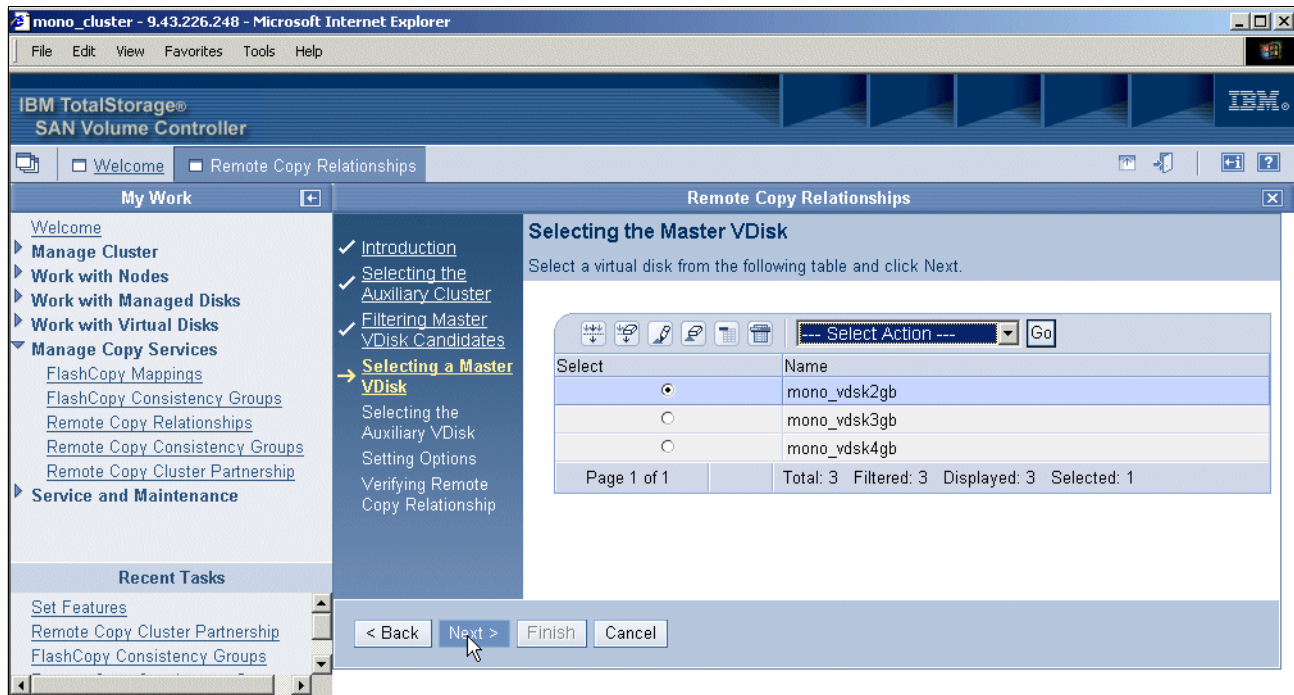 mono_cluster - 9.43.226.248 - Microsoft Internet Explorer
File Edit View Favorites Tools Help
IBM TotalStorage®
SAN Volume Controller
IBM®
Welcome
Remote Copy Relationships
?
My Work
Welcome
Manage Cluster
Work with Nodes
Work with Managed Disks
Work with Virtual Disks
Manage Copy Services
FlashCopy Mappings
FlashCopy Consistency Groups
Remote Copy Relationships
Remote Copy Consistency Groups
Remote Copy Cluster Partnership
Service and Maintenance
Recent Tasks
Set Features
Remote Copy Cluster Partnership
FlashCopy Consistency Groups
Remote Copy Relationships
Introduction
Selecting the
Auxiliary Cluster
Filtering Master
VDisk Candidates
Selecting a Master
VDisk
Selecting the
Auxiliary VDisk
Setting Options
Verifying Remote
Copy Relationship
Selecting the Master VDisk
Select a virtual disk from the following table and click Next.
--- Select Action --- Go
Select Name
mono_vdsk2gb
mono_vdsk3gb
mono_vdsk4gb
Page 1 of 1 Total: 3 Filtered: 3 Displayed: 3 Selected: 1
< Back Next > Finish Cancel